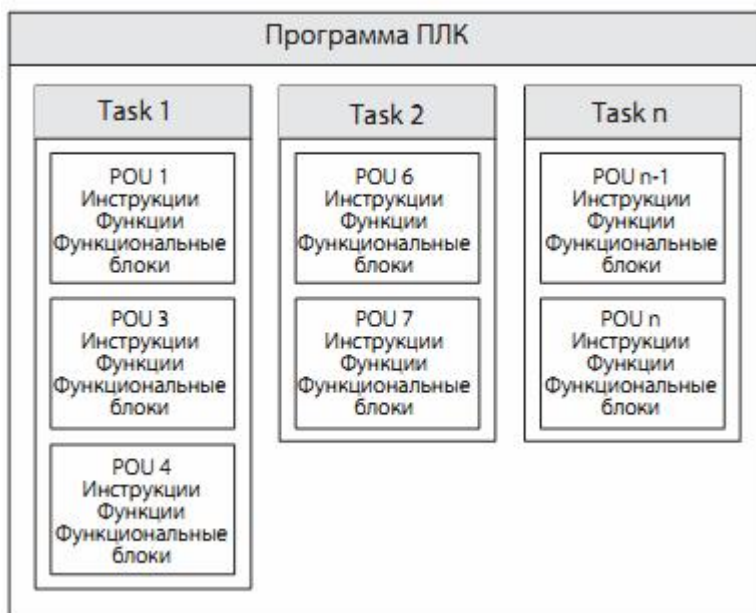 Программа ПЛК
Task 1
POU 1
Инструкции
Функции
Функциональные
блоки
POU 3
Инструкции
Функции
Функциональные
блоки
POU 4
Инструкции
Функции
Функциональные
блоки
Task 2
POU 6
Инструкции
Функции
Функциональные
блоки
POU 7
Инструкции
Функции
Функциональные
блоки
Task n
POU n-1
Инструкции
Функции
Функциональные
блоки
POU n
Инструкции
Функции
Функциональные
блоки